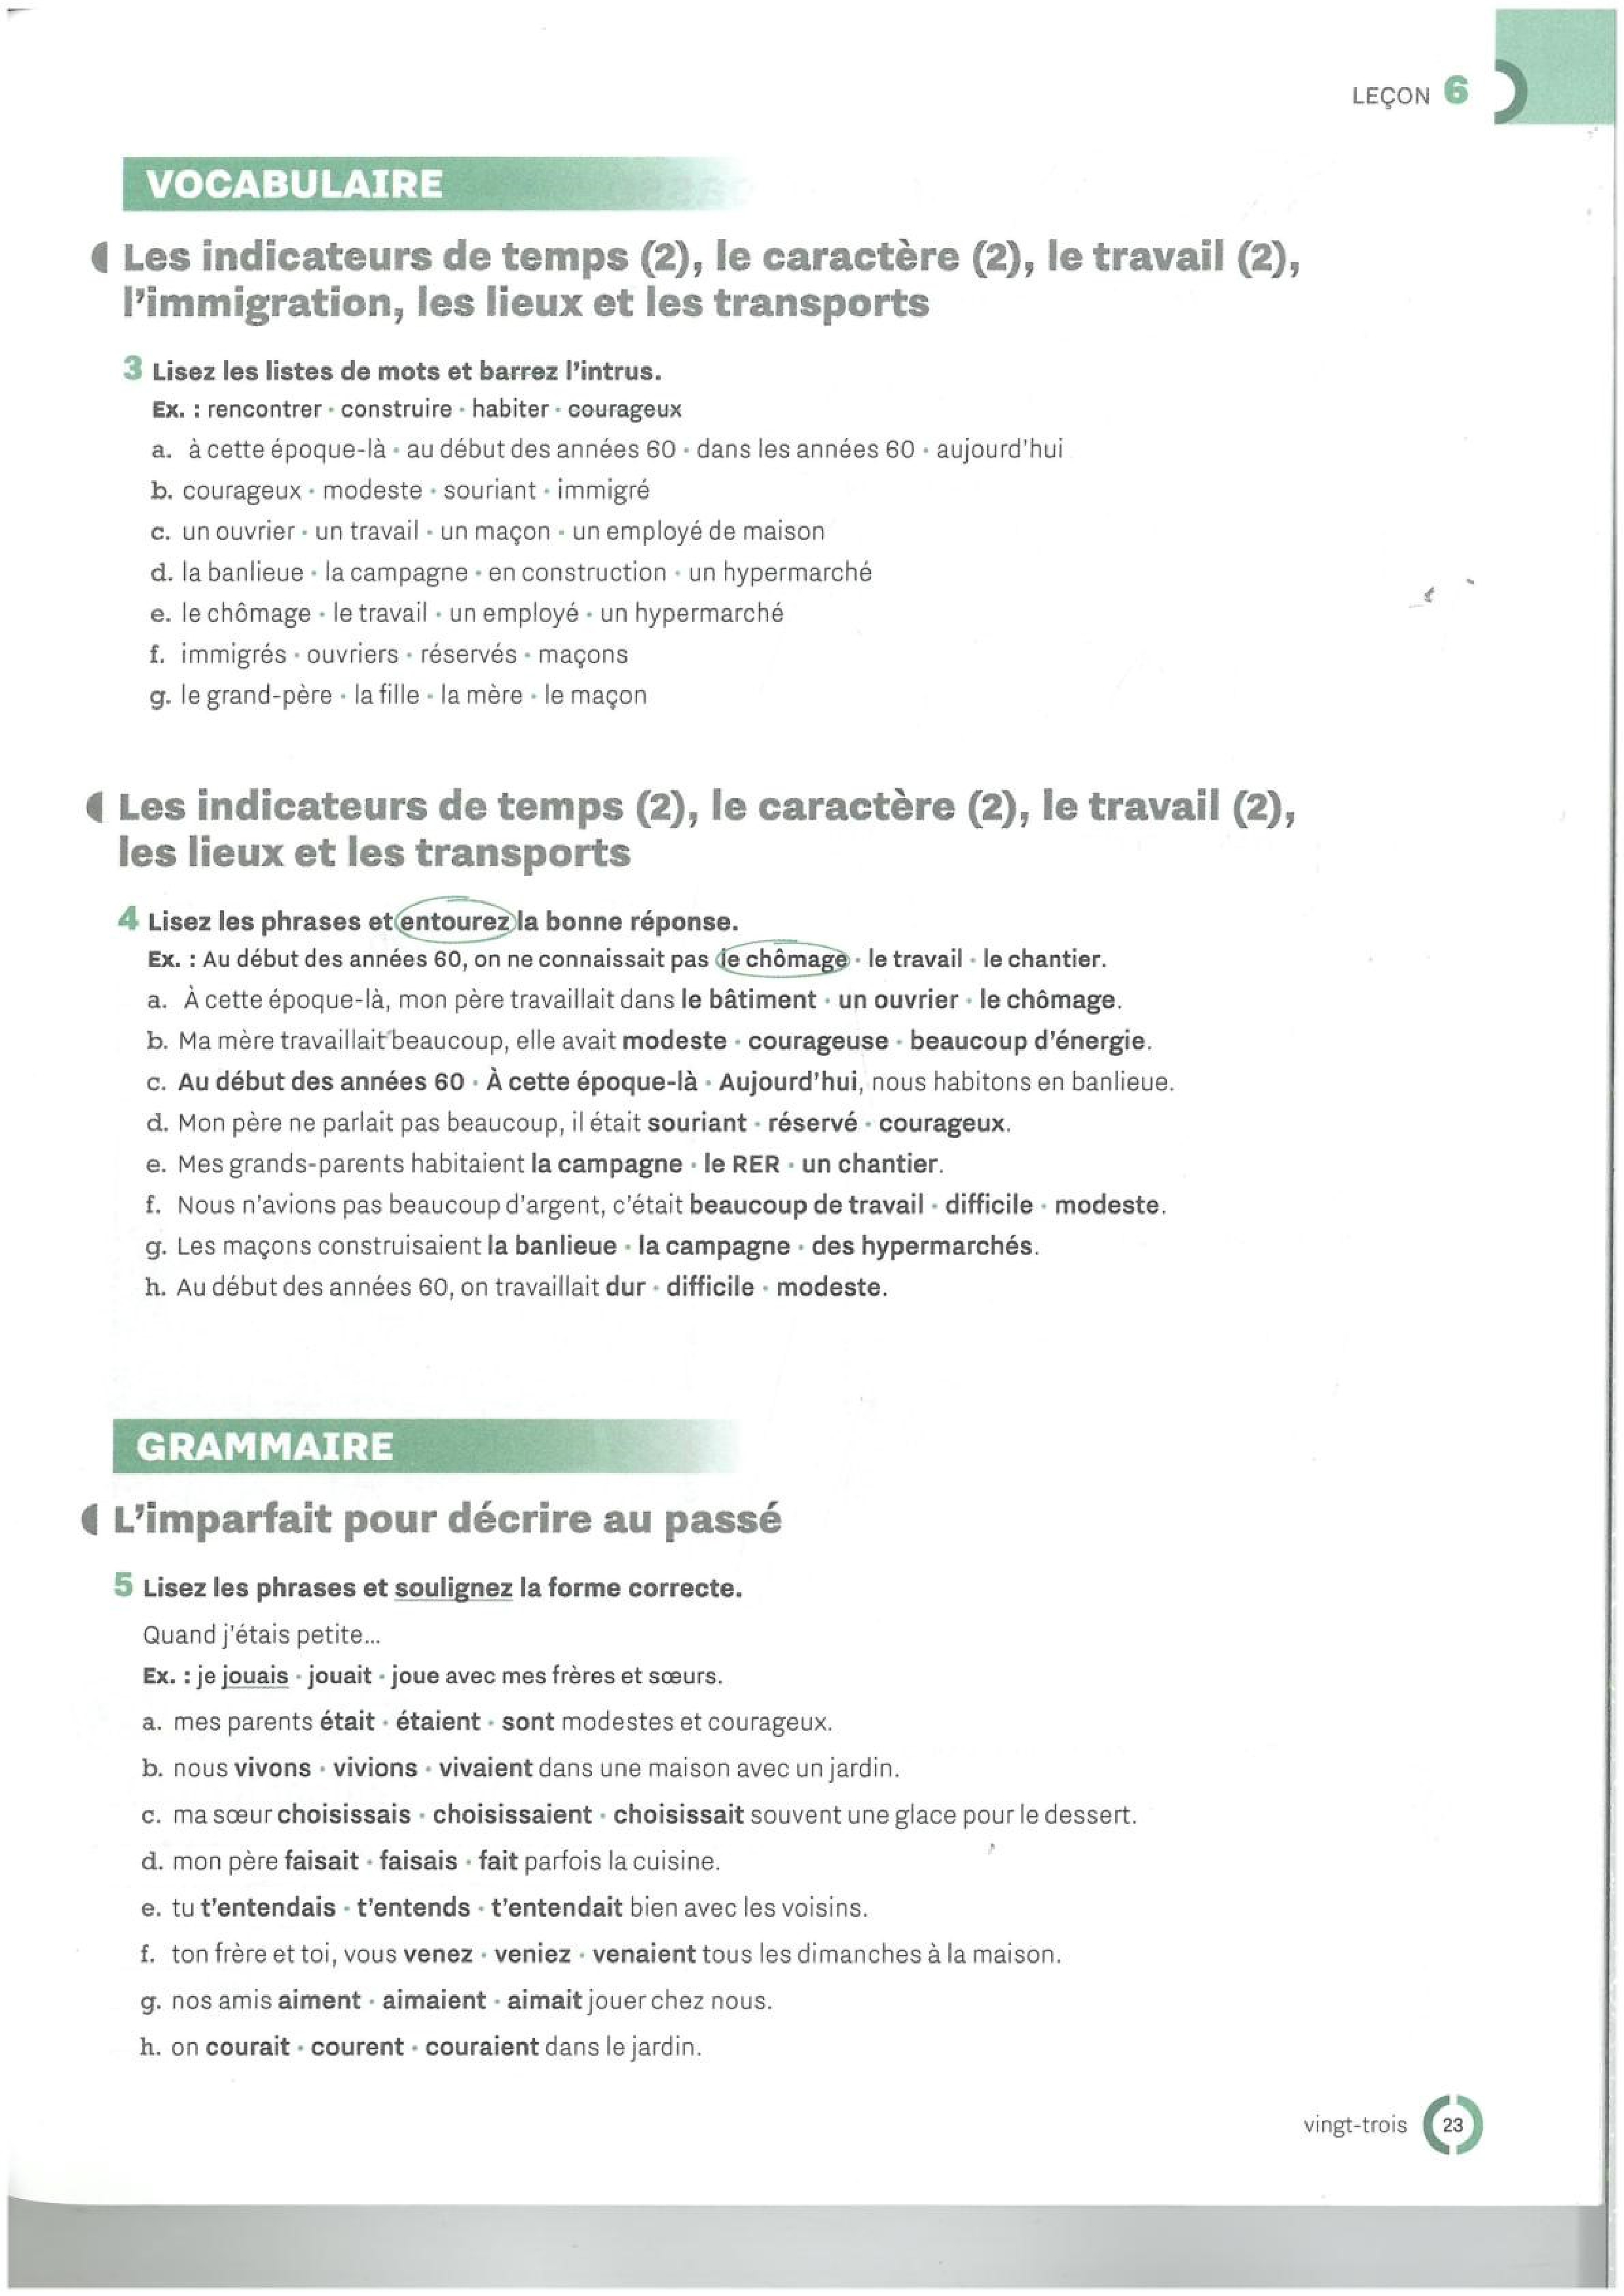 LEÇON 6
VOCABULAIRE
Les indicateurs de temps (2), le caractère (2), le travail (2),
l'immigration, les lieux et les transports
3 Lisez les listes de mots et barrez l'intrus.
Ex. : rencontrer • construire • habiter • courageux
a. à cette époque-là • au début des années 60 • dans les années 60 • aujourd'hui
b. courageux • modeste • souriant • immigré
c. un ouvrier • un travail • un maçon • un employé de maison
d. la banlieue • la campagne • en construction • un hypermarché
e. le chômage • le travail • un employé • un hypermarché
f. immigrés • ouvriers • réservés • maçons
g. le grand-père • la fille • la mère • le maçon
Les indicateurs de temps (2), le caractère (2), le travail (2),
les lieux et les transports
4 Lisez les phrases et entourez la bonne réponse.
Ex. : Au début des années 60, on ne connaissait pas le chômage • le travail • le chantier.
a. À cette époque-là, mon père travaillait dans le bâtiment • un ouvrier • le chômage.
b. Ma mère travaillait beaucoup, elle avait modeste • courageuse • beaucoup d'énergie.
c. Au début des années 60 • À cette époque-là • Aujourd'hui, nous habitons en banlieue.
d. Mon père ne parlait pas beaucoup, il était souriant • réservé • courageux.
e. Mes grands-parents habitaient la campagne • le RER • un chantier.
f. Nous n'avions pas beaucoup d'argent, c'était beaucoup de travail • difficile • modeste.
g. Les maçons construisaient la banlieue • la campagne • des hypermarchés.
h. Au début des années 60, on travaillait dur • difficile • modeste.
GRAMMAIRE
L'imparfait pour décrire au passé
5 Lisez les phrases et soulignez la forme correcte.
Quand j'étais petite...
Ex. : je jouais • jouait • joue avec mes frères et sœurs.
a. mes parents était • étaient • sont modestes et courageux.
b. nous vivons • vivions • vivaient dans une maison avec un jardin.
c. ma sœur choisissais • choisissaient • choisissait souvent une glace pour le dessert.
d. mon père faisait • faisais • fait parfois la cuisine.
e. tu t'entendais • t'entends • t'entendait bien avec les voisins.
f. ton frère et toi, vous venez • veniez • venaient tous les dimanches à la maison.
g. nos amis aiment • aimaient • aimait jouer chez nous.
h. on courait • courent • couraient dans le jardin.
vingt-trois 23